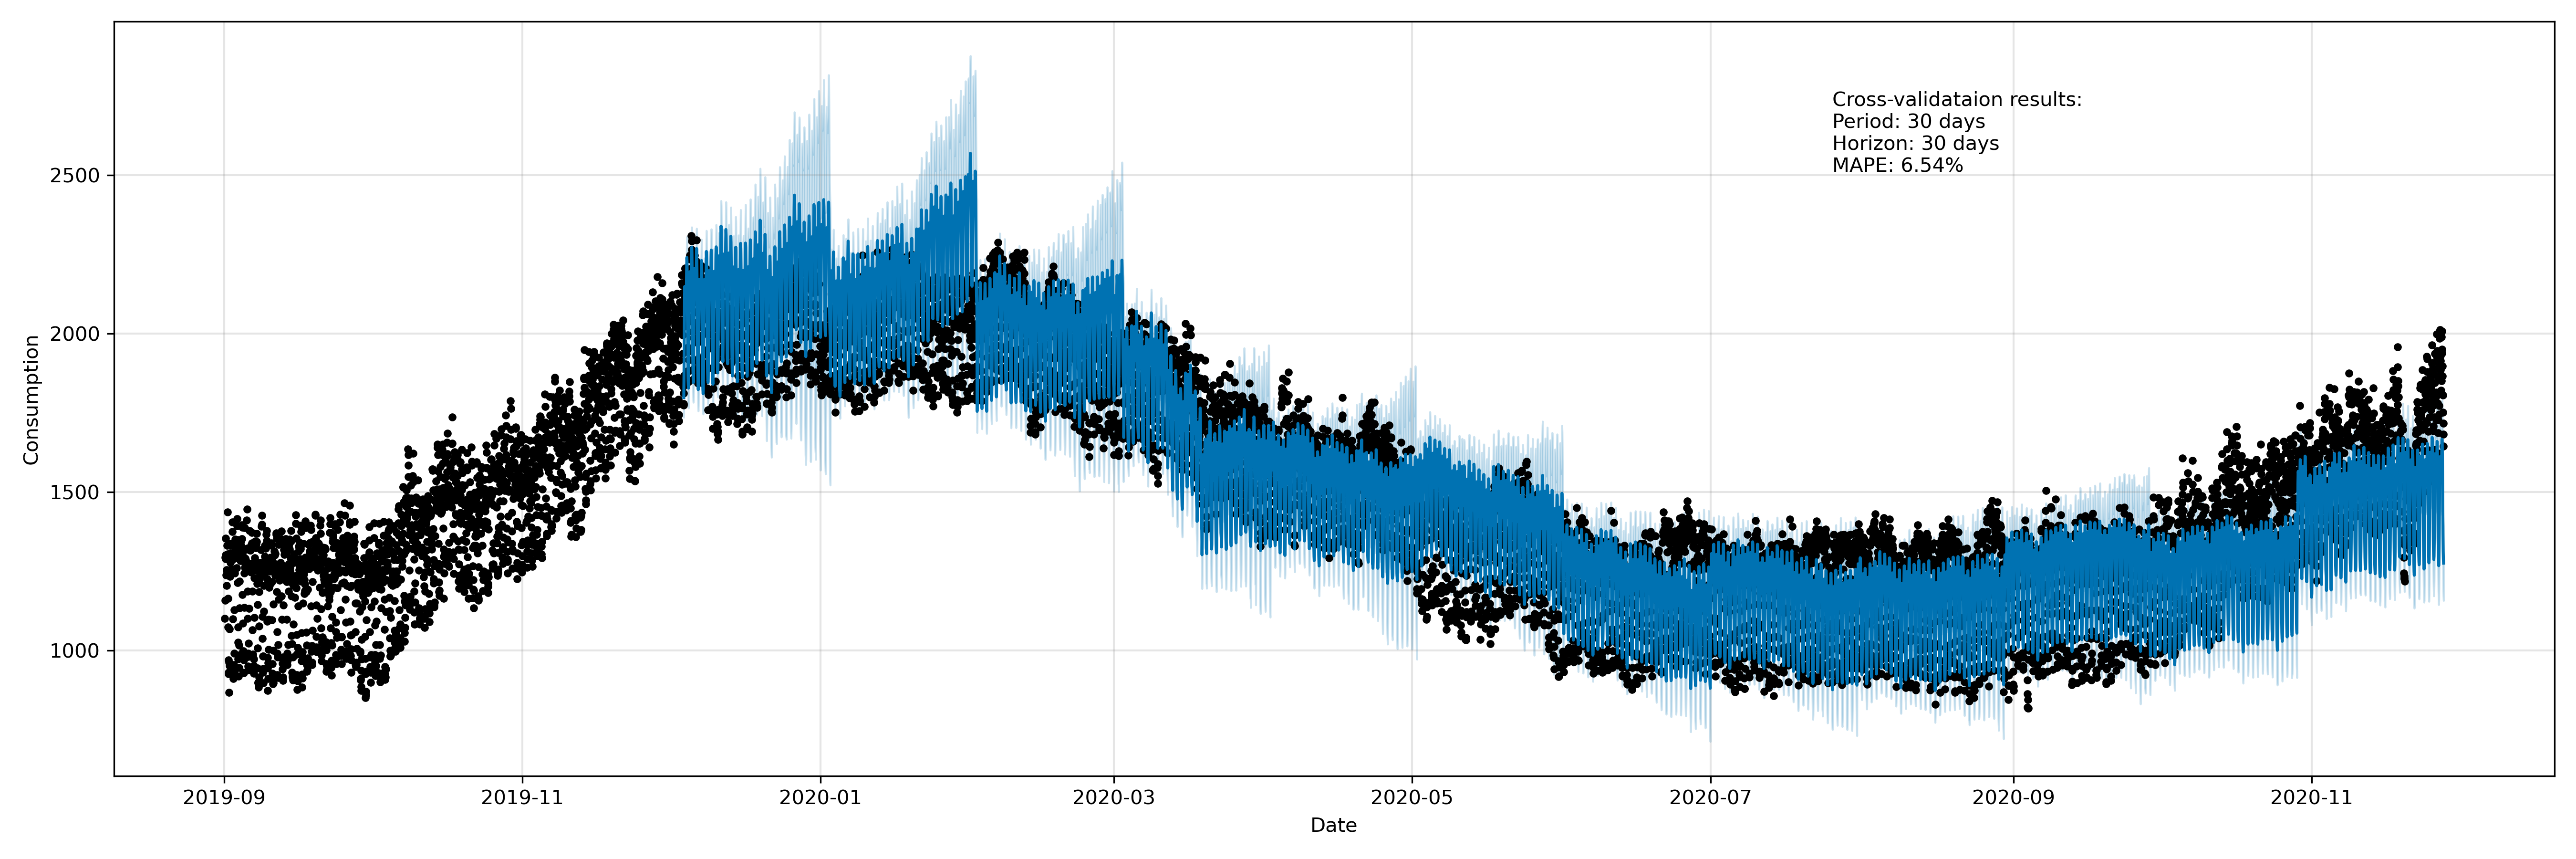 Cross-validataion results:
Period: 30 days
Horizon: 30 days
MAPE: 6.54%
2500
2000
1500
1000
Consumption
2019-09
2019-11
2020-01
2020-03
2020-05
2020-07
2020-09
2020-11
Date